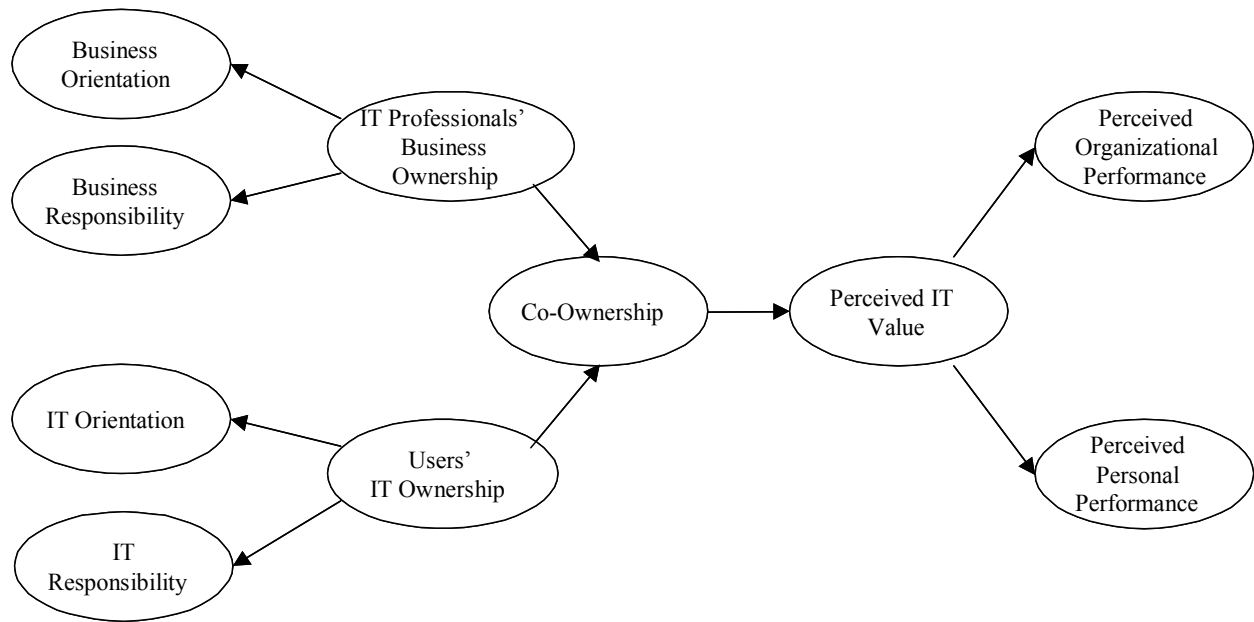 Business
Orientation
Business
Responsibility
IT Professionals’
Business
Ownership
Co-Ownership
Perceived IT
Value
Perceived
Organizational
Performance
IT Orientation
IT
Responsibility
Users’
IT Ownership
Perceived
Personal
Performance